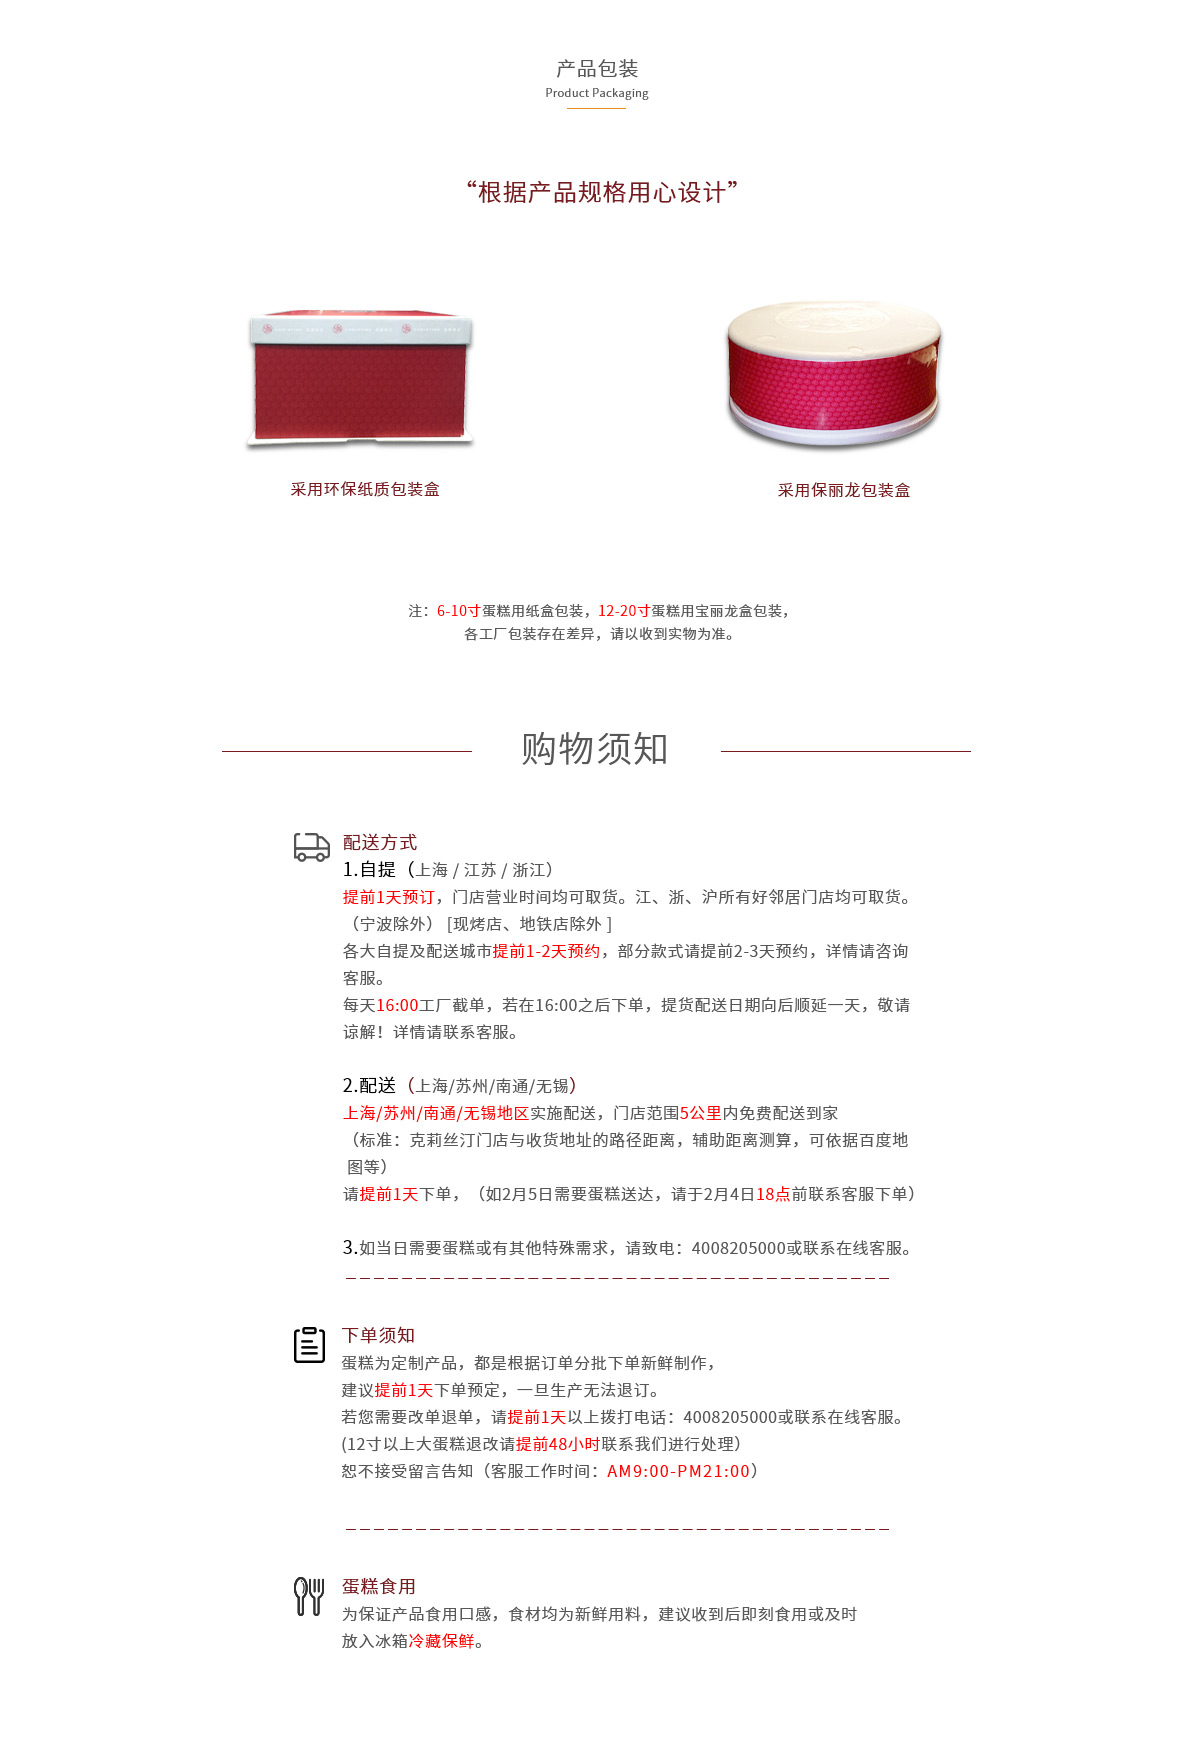 产品包装
Product Packaging
“根据产品规格用心设计”
采用环保纸质包装盒
采用保丽龙包装盒
注：6-10寸蛋糕用纸盒包装，12-20寸蛋糕用宝丽龙盒包装，
各工厂包装存在差异，请以收到实物为准。
购物须知
配送方式
1.自提（上海 / 江苏 / 浙江）
提前1天预订，门店营业时间均可取货。江、浙、沪所有好邻居门店均可取货。
（宁波除外） [现烤店、地铁店除外 ]
各大自提及配送城市提前1-2天预约，部分款式请提前2-3天预约，详情请咨询
客服。
每天16:00工厂截单，若在16:00之后下单，提货配送日期向后顺延一天，敬请
谅解！详情请联系客服。
2.配送（上海/苏州/南通/无锡）
上海/苏州/南通/无锡地区实施配送，门店范围5公里内免费配送到家
（标准：克莉丝汀门店与收货地址的路径距离，辅助距离测算，可依据百度地
图等）
请提前1天下单，（如2月5日需要蛋糕送达，请于2月4日18点前联系客服下单）
3.如当日需要蛋糕或有其他特殊需求，请致电：4008205000或联系在线客服。
下单须知
蛋糕为定制产品，都是根据订单分批下单新鲜制作，
建议提前1天下单预定，一旦生产无法退订。
若您需要改单退单，请提前1天以上拨打电话：4008205000或联系在线客服。
(12寸以上大蛋糕退改请提前48小时联系我们进行处理）
恕不接受留言告知（客服工作时间：AM9:00-PM21:00）
蛋糕食用
为保证产品食用口感，食材均为新鲜用料，建议收到后即刻食用或及时
放入冰箱冷藏保鲜。